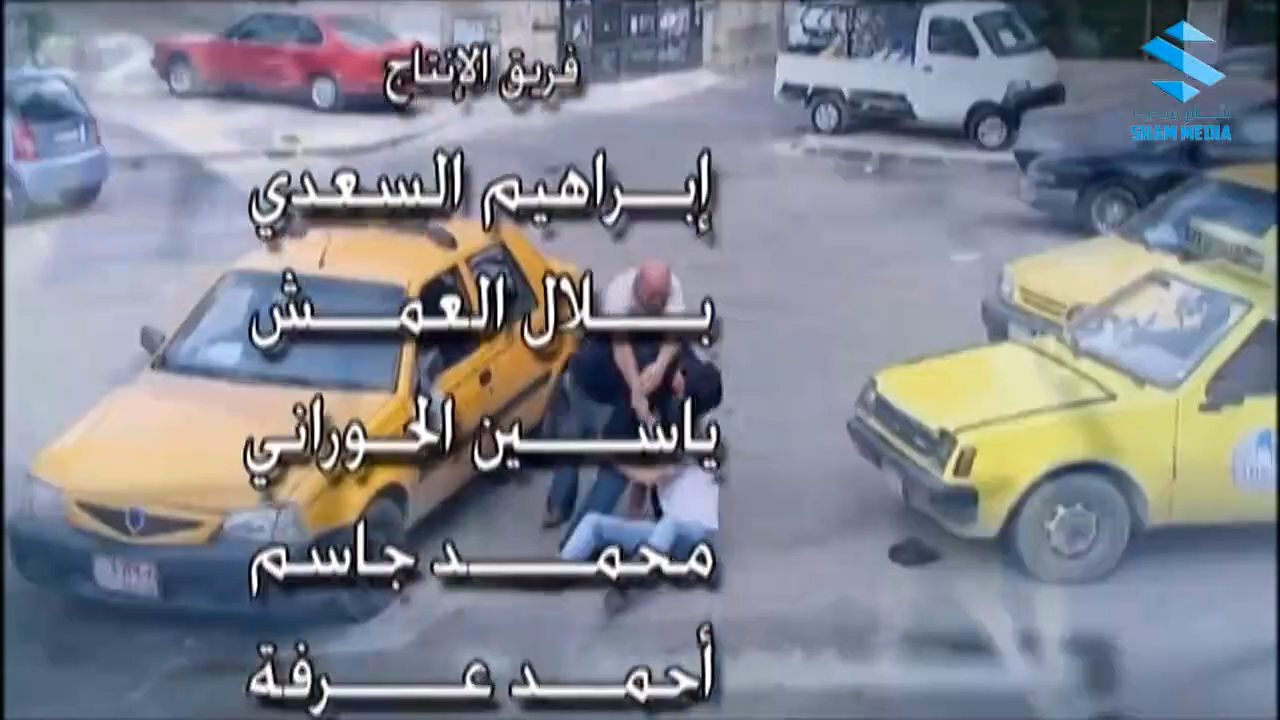 فريق الإنتاج
إبراهيم السعدي
بلال العمش
ياسين الحوراني
محمد جاسم
أحمد عرفة
SHAM MEDIA